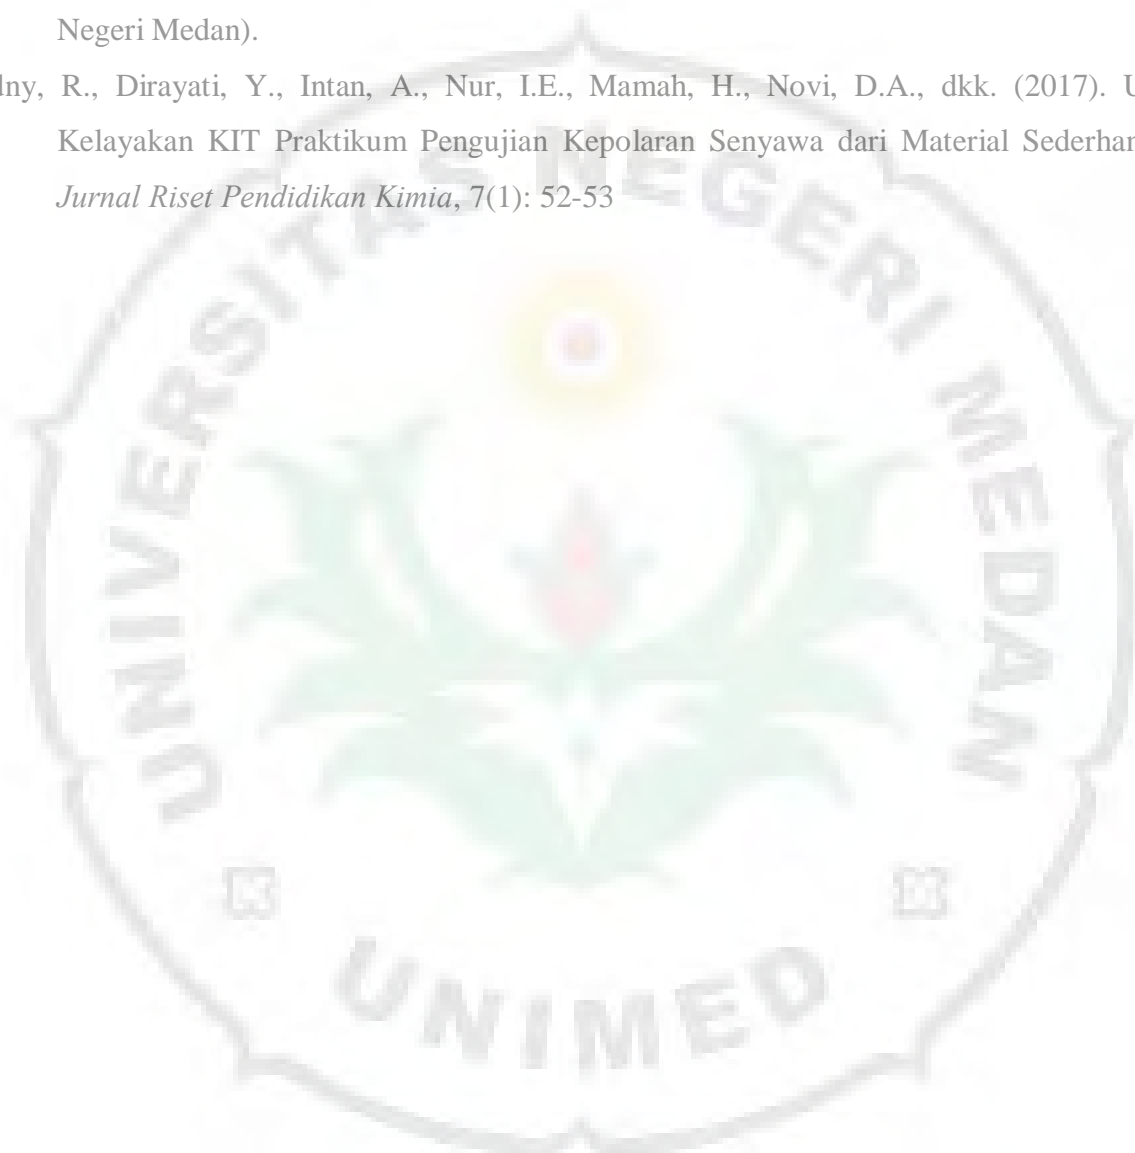 Negeri Medan).
dny, R., Dirayati, Y., Intan, A., Nur, I.E., Mamah, H., Novi, D.A., dkk. (2017). U
Kelayakan KIT Praktikum Pengujian Kepolaran Senyawa dari Material Sederhan
Jurnal Riset Pendidikan Kimia, 7(1): 52-53
UNIVERSITAS NEGERI MEDAN
UNIMED